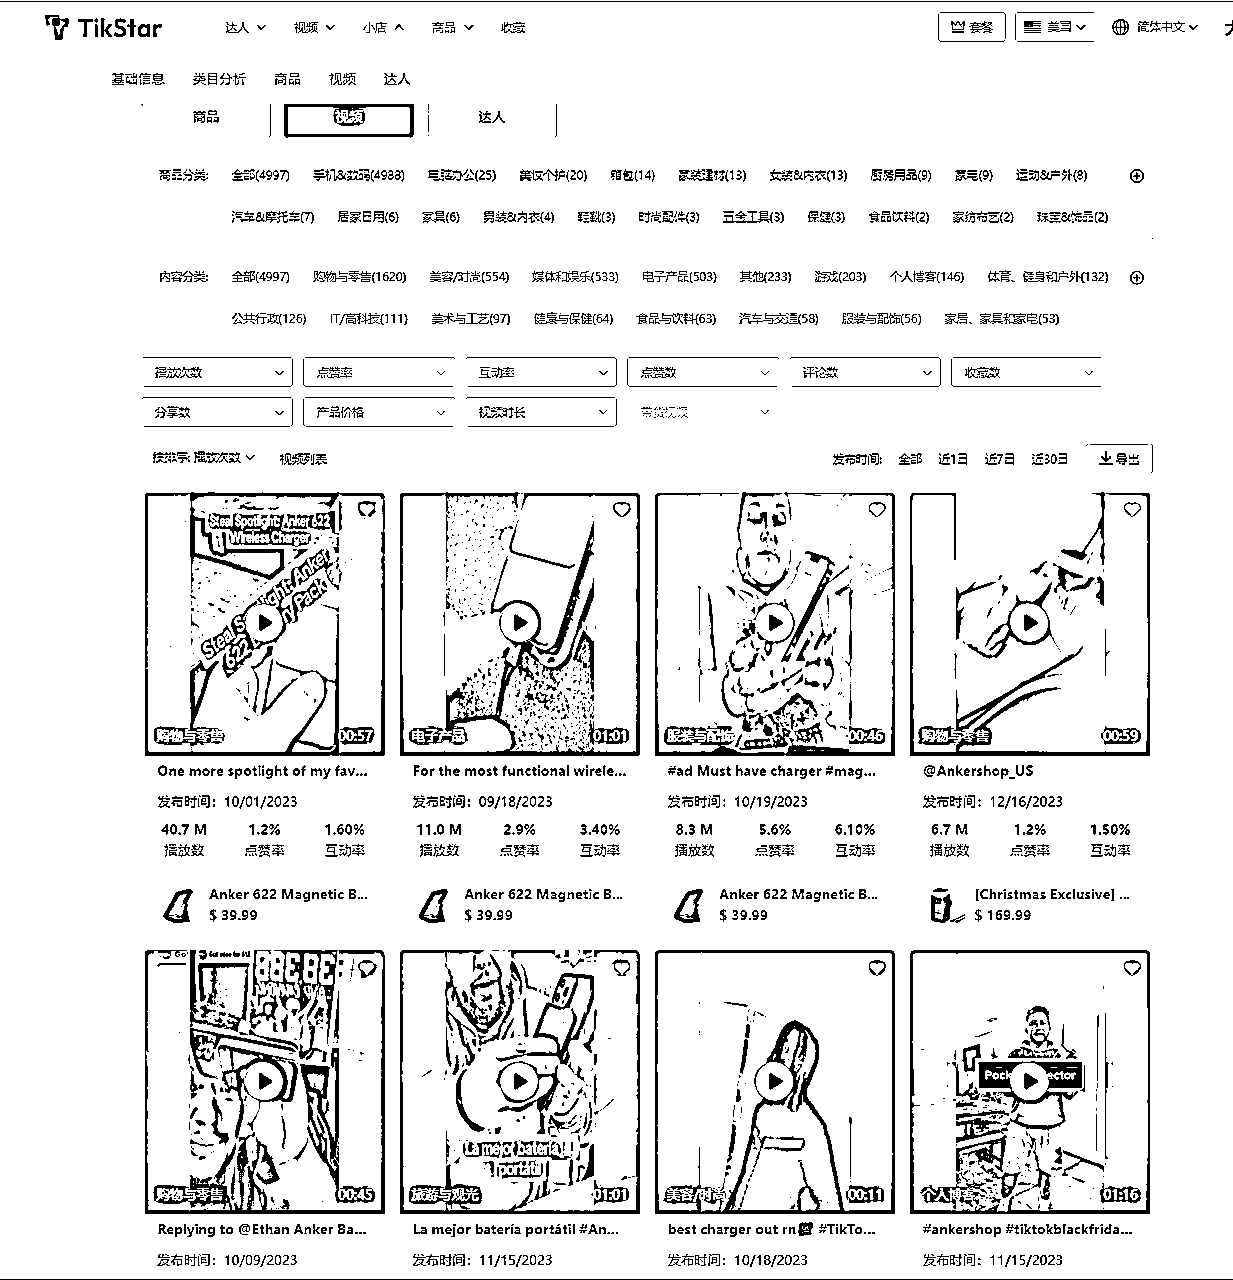 TikStar 达人 视频 小店 商品 收藏 套餐 美国 简体中文
基础信息 类目分析 商品 视频 达人
商品 视频 达人
商品分类: 全部(4997) 手机&数码(4988) 电脑办公(25) 美妆个护(20) 箱包(14) 家装建材(13) 女装&内衣(13) 厨房用品(9) 家电(9) 运动&户外(8)
汽车&摩托车(7) 居家日用(6) 家具(6) 男装&内衣(4) 鞋靴(3) 时尚配件(3) 五金工具(3) 保健(3) 食品饮料(2) 家纺布艺(2) 珠宝&饰品(2)
内容分类: 全部(4997) 购物与零售(1620) 美容/时尚(554) 媒体和娱乐(533) 电子产品(503) 其他(233) 游戏(203) 个人博客(146) 体育、健身和户外(132)
公共行政(126) IT/高科技(111) 美术与工艺(97) 健康与保健(64) 食品与饮料(63) 汽车与交通(58) 服装与配饰(56) 家居、家具和家电(53)
播放次数 点赞率 互动率 点赞数 评论数 收藏数
分享数 产品价格 视频时长 带货视频
按排序: 播放次数 视频列表 发布时间: 全部 近1日 近7日 近30日 导出
Steal Spotlight: Anker 622
Wireless Charger
购物与零售 00:57 电子产品 01:01 服装与配饰 00:46 购物与零售 00:59
One more spotlight of my fav... For the most functional wirele... #ad Must have charger #mag... @Ankershop_US
发布时间: 10/01/2023 发布时间: 09/18/2023 发布时间: 10/19/2023 发布时间: 12/16/2023
40.7 M 1.2% 1.60% 11.0 M 2.9% 3.40% 8.3 M 5.6% 6.10% 6.7 M 1.2% 1.50%
播放数 点赞率 互动率 播放数 点赞率 互动率 播放数 点赞率 互动率 播放数 点赞率 互动率
Anker 622 Magnetic B... Anker 622 Magnetic B... Anker 622 Magnetic B... [Christmas Exclusive] ...
$ 39.99 $ 39.99 $ 39.99 $ 169.99
La mejor batería
portátil
购物与零售 00:45 旅游与观光 01:01 美容/时尚 00:11 个人博客 01:16
Replying to @Ethan Anker Ba... La mejor batería portátil #An... best charger out rn #TikTo... #ankershop #tiktokblackfrida...
发布时间: 10/09/2023 发布时间: 11/15/2023 发布时间: 10/18/2023 发布时间: 11/15/2023